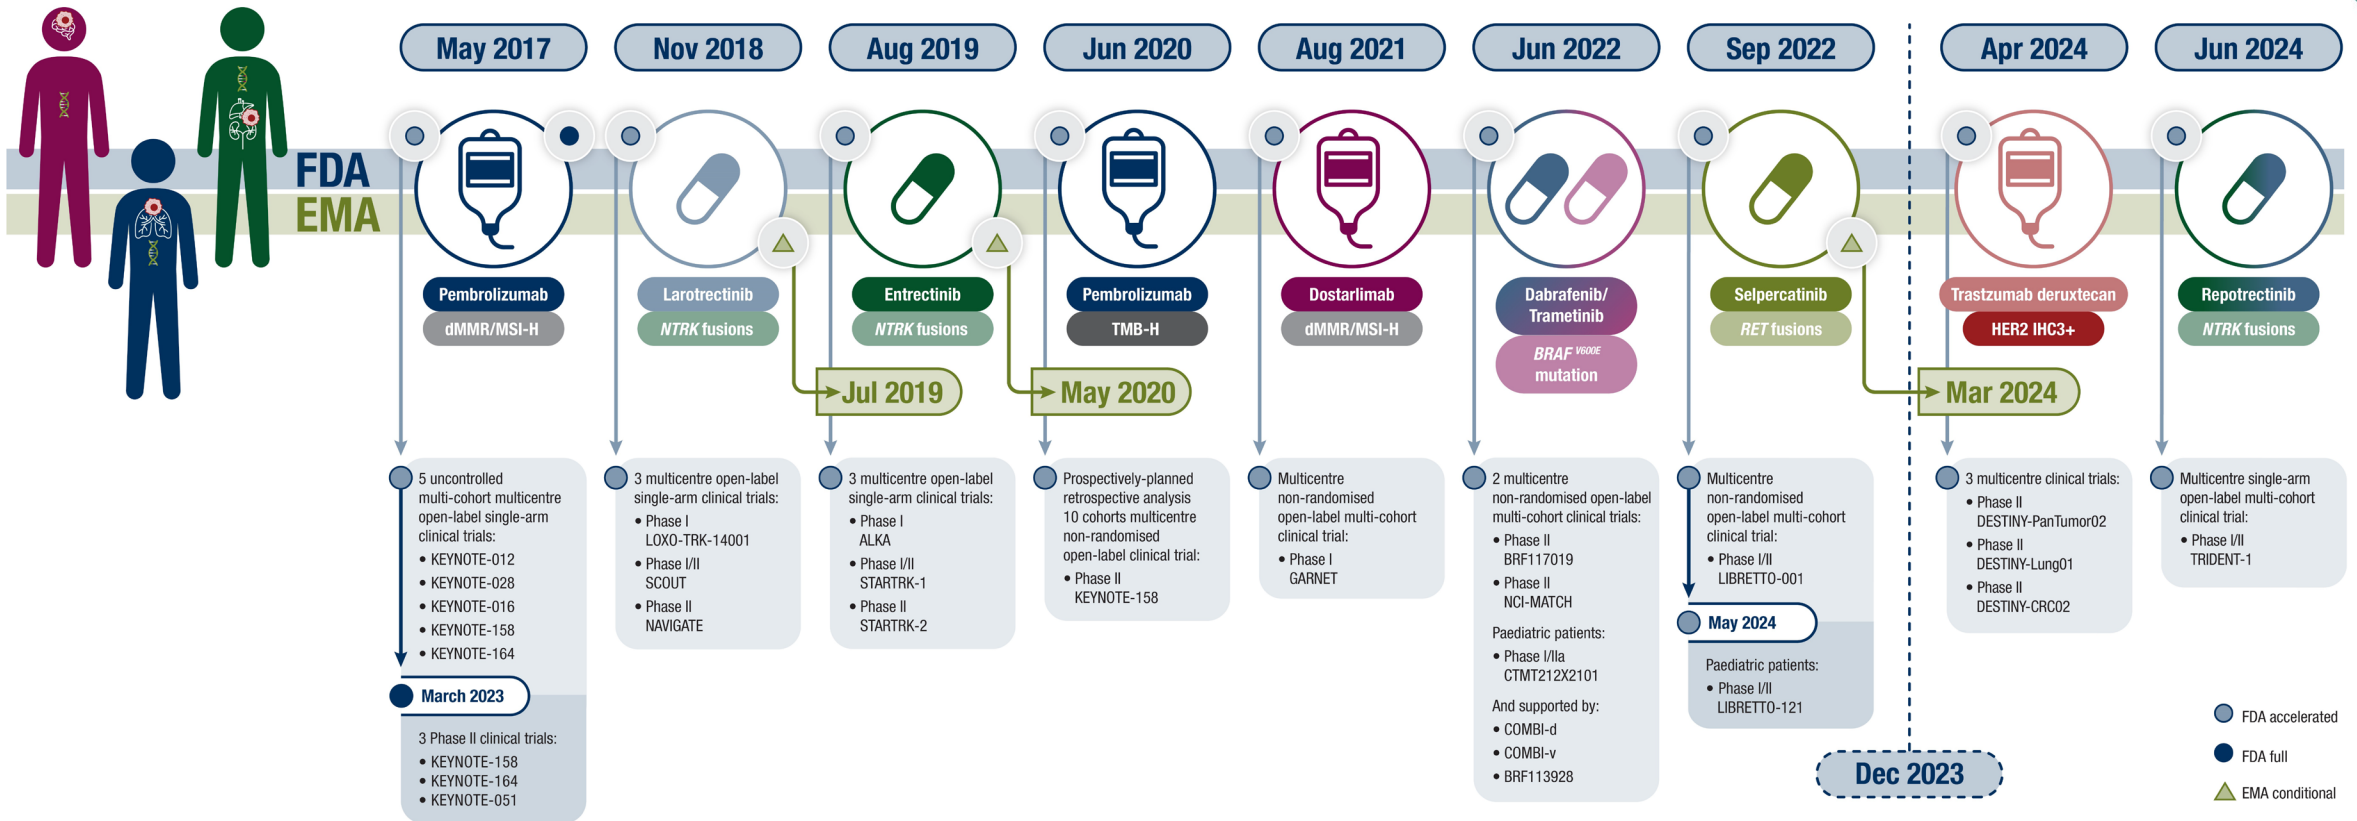 May 2017
Nov 2018
Aug 2019
Jun 2020
Aug 2021
Jun 2022
Sep 2022
Apr 2024
Jun 2024
FDA
EMA
Pembrolizumab
dMMR/MSI-H
Larotrectinib
NTRK fusions
Entrectinib
NTRK fusions
Pembrolizumab
TMB-H
Dostarlimab
dMMR/MSI-H
Dabrafenib/
Trametinib
BRAF V600E
mutation
Selpercatinib
RET fusions
Trastzumab deruxtecan
HER2 IHC3+
Repotrectinib
NTRK fusions
Jul 2019
May 2020
Mar 2024
5 uncontrolled
multi-cohort multicentre
open-label single-arm
clinical trials:
• KEYNOTE-012
• KEYNOTE-028
• KEYNOTE-016
• KEYNOTE-158
• KEYNOTE-164
March 2023
3 Phase II clinical trials:
• KEYNOTE-158
• KEYNOTE-164
• KEYNOTE-051
3 multicentre open-label
single-arm clinical trials:
• Phase I
LOXO-TRK-14001
• Phase I/II
SCOUT
• Phase II
NAVIGATE
3 multicentre open-label
single-arm clinical trials:
• Phase I
ALKA
• Phase I/II
STARTRK-1
• Phase II
STARTRK-2
Prospectively-planned
retrospective analysis
10 cohorts multicentre
non-randomised
open-label clinical trial:
• Phase II
KEYNOTE-158
Multicentre
non-randomised
open-label multi-cohort
clinical trial:
• Phase I
GARNET
2 multicentre
non-randomised open-label
multi-cohort clinical trials:
• Phase II
BRF117019
• Phase II
NCI-MATCH
Paediatric patients:
• Phase I/IIa
CTMT212X2101
And supported by:
• COMBI-d
• COMBI-v
• BRF113928
Multicentre
non-randomised
open-label multi-cohort
clinical trial:
• Phase I/II
LIBRETTO-001
May 2024
Paediatric patients:
• Phase I/II
LIBRETTO-121
3 multicentre clinical trials:
• Phase II
DESTINY-PanTumor02
• Phase II
DESTINY-Lung01
• Phase II
DESTINY-CRC02
Multicentre single-arm
open-label multi-cohort
clinical trial:
• Phase I/II
TRIDENT-1
Dec 2023
FDA accelerated
FDA full
EMA conditional